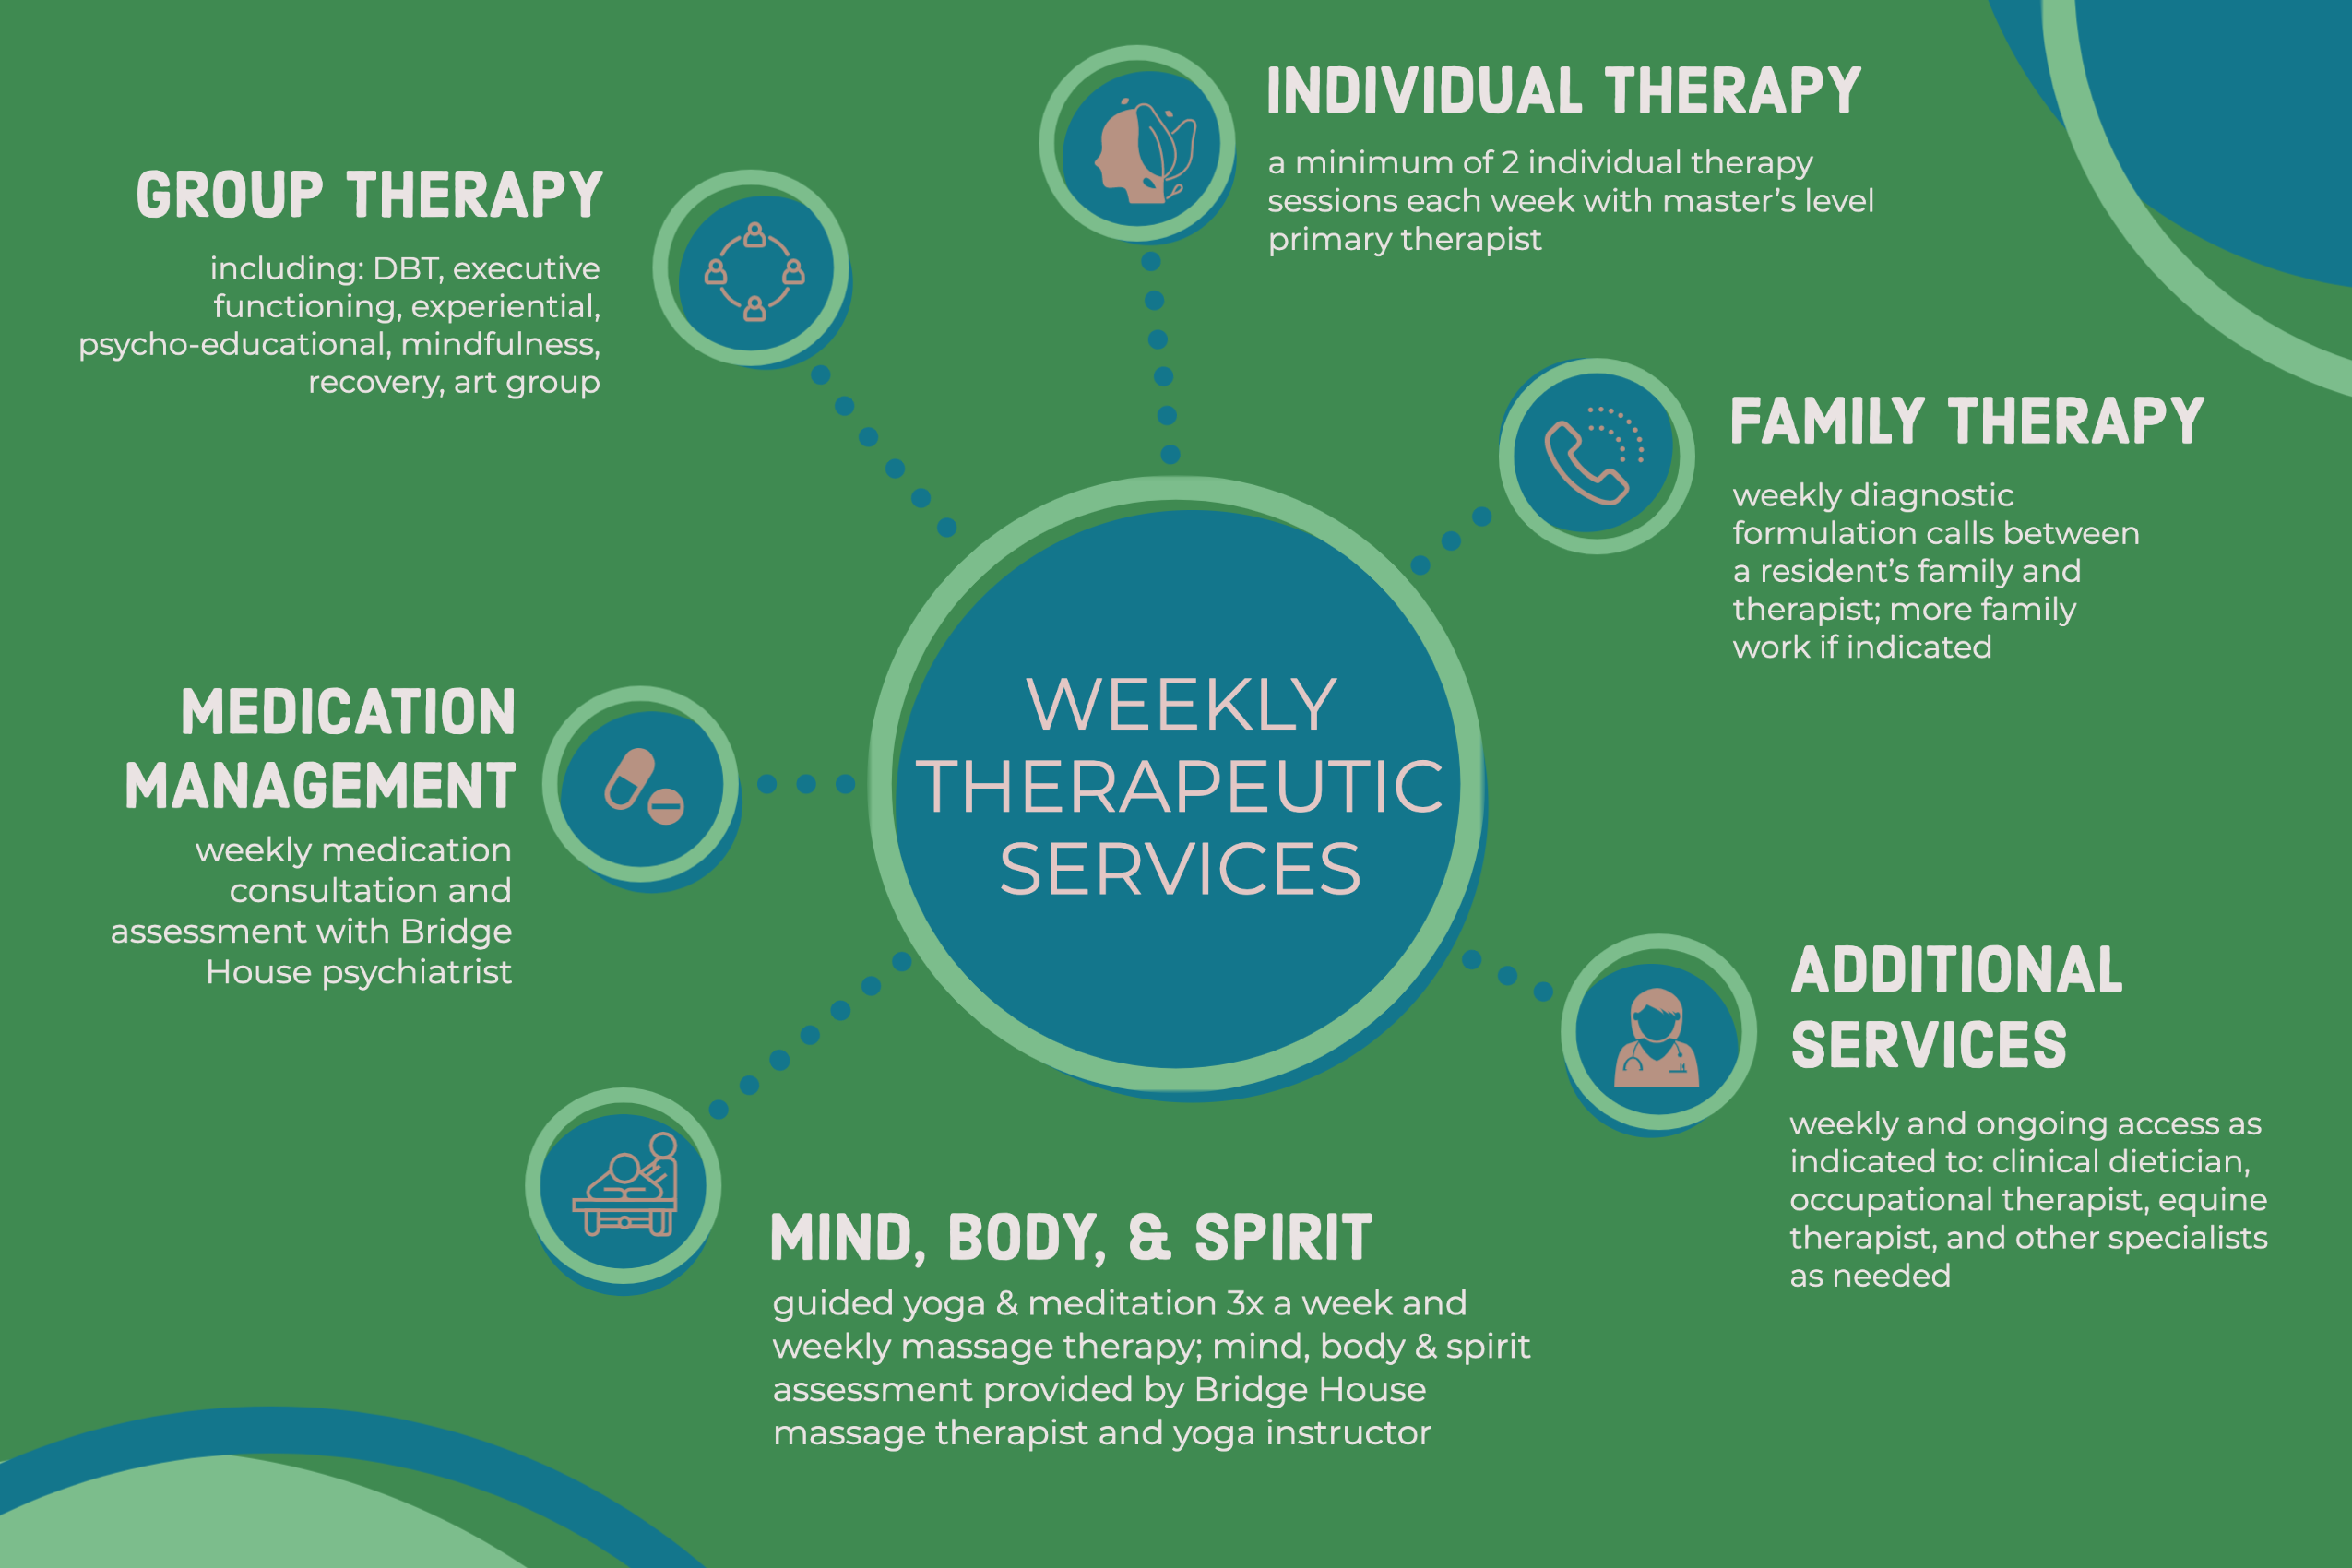 INDIVIDUAL THERAPY
a minimum of 2 individual therapy
sessions each week with master's level
primary therapist
GROUP THERAPY
including: DBT, executive
functioning, experiential,
psycho-educational, mindfulness,
recovery, art group
FAMILY THERAPY
weekly diagnostic
formulation calls between
a resident's family and
therapist; more family
work if indicated
WEEKLY
THERAPEUTIC
SERVICES
MEDICATION
MANAGEMENT
weekly medication
consultation and
assessment with Bridge
House psychiatrist
ADDITIONAL
SERVICES
weekly and ongoing access as
indicated to: clinical dietician,
occupational therapist, equine
therapist, and other specialists
as needed
MIND, BODY, & SPIRIT
guided yoga & meditation 3x a week and
weekly massage therapy; mind, body & spirit
assessment provided by Bridge House
massage therapist and yoga instructor